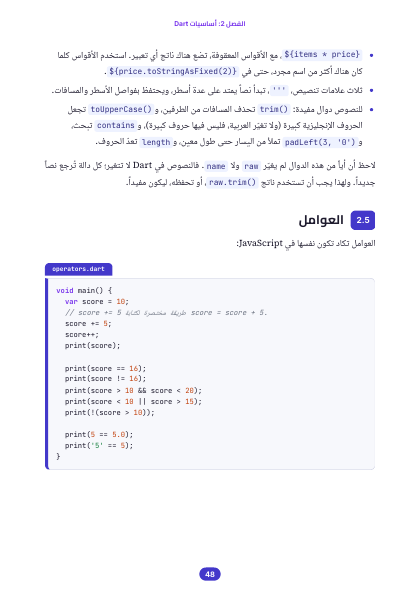 الفصل 2: أساسيات Dart
• ${items * price}، مع الأقواس المعقوفة، تضع هناك ناتج أي تعبير. استخدم الأقواس كلما
كان هناك أكثر من اسم مجرد، حتى في ${price.toStringAsFixed(2)}.
• ثلاث علامات تنصيص، '''، تبدأ نصاً يمتد على عدة أسطر، ويحتفظ بفواصل الأسطر والمسافات.
• للنصوص دوال مفيدة: trim() تحذف المسافات من الطرفين، و toUpperCase() تجعل
الحروف الإنجليزية كبيرة (ولا تغيّر العربية، فليس فيها حروف كبيرة)، و contains تبحث،
و padLeft(3, '0') تملأ من اليسار حتى طول معين، و length تعدّ الحروف.
لاحظ أن أياً من هذه الدوال لم يغيّر raw ولا name. فالنصوص في Dart لا تتغير؛ كل دالة تُرجع نصاً
جديداً. ولهذا يجب أن تستخدم ناتج raw.trim()، أو تحفظه، ليكون مفيداً.
2.5 العوامل
العوامل تكاد تكون نفسها في JavaScript:
operators.dart
void main() {
  var score = 10;
  // score += 5 طريقة مختصرة لكتابة score = score + 5.
  score += 5;
  score++;
  print(score);

  print(score == 16);
  print(score != 16);
  print(score > 10 && score < 20);
  print(score < 10 || score > 15);
  print(!(score > 10));

  print(5 == 5.0);
  print('5' == 5);
}
48